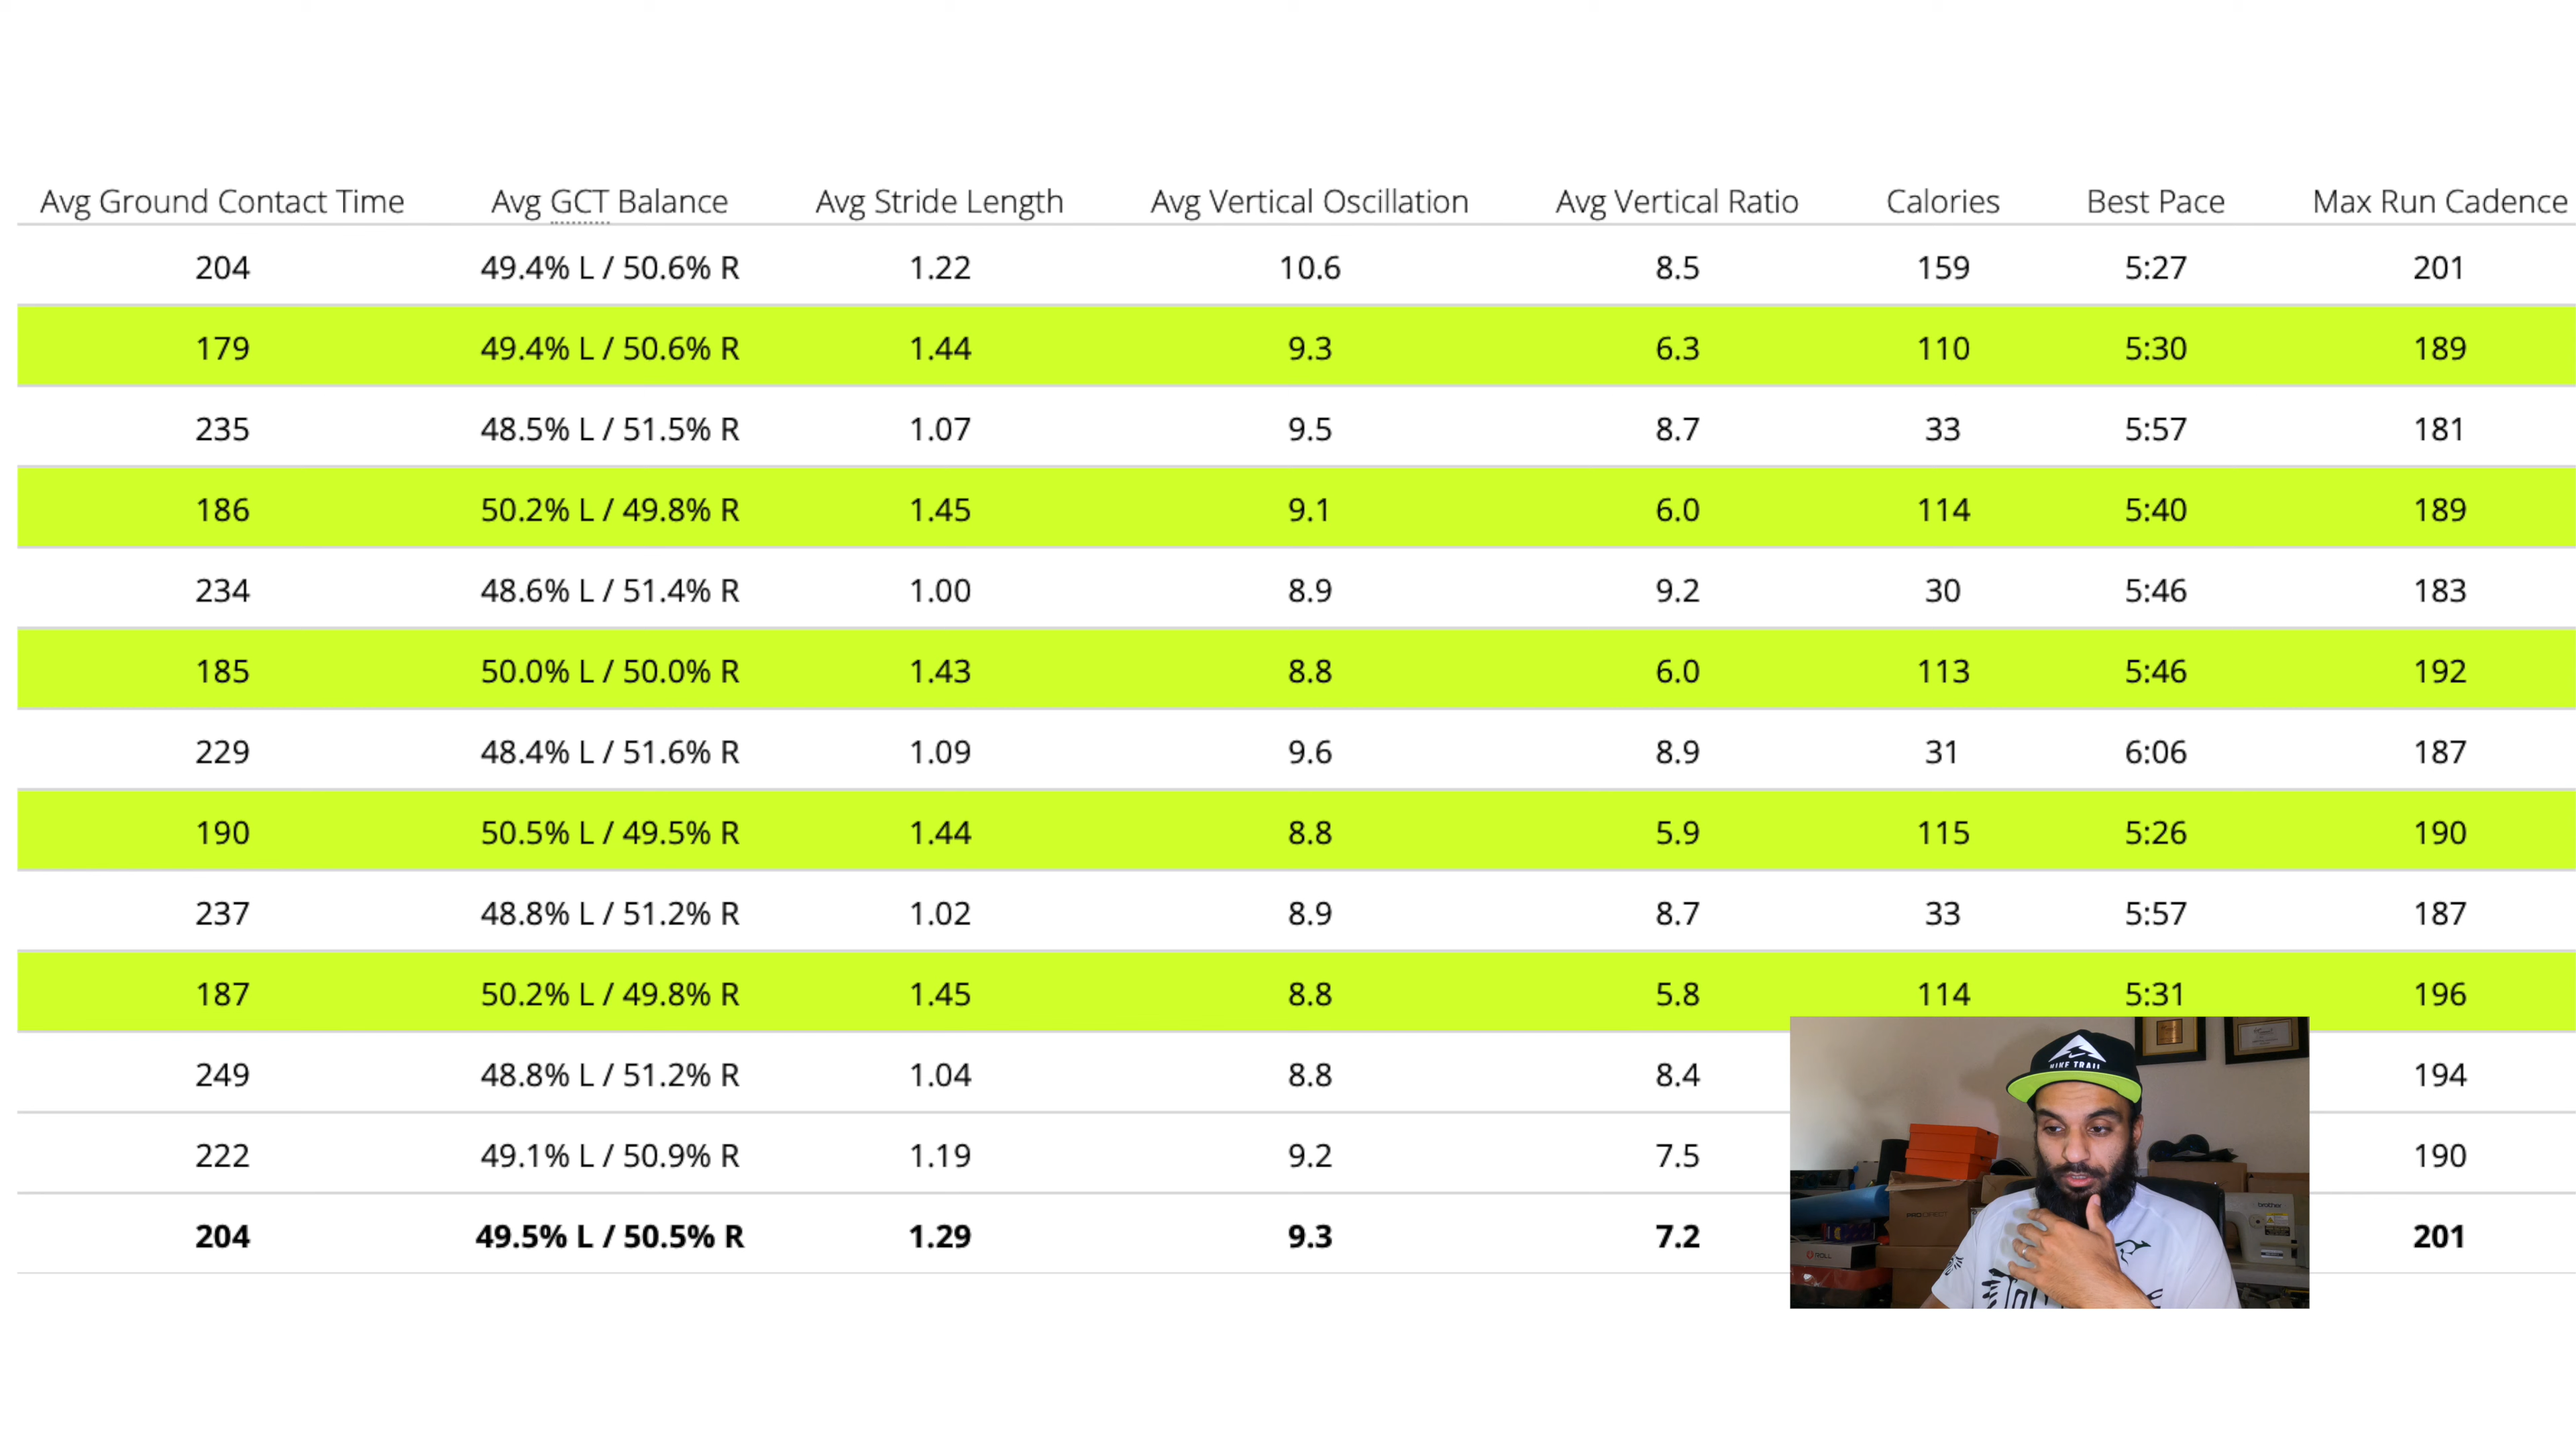 Avg Ground Contact Time Avg GCT Balance Avg Stride Length Avg Vertical Oscillation Avg Vertical Ratio Calories Best Pace Max Run Cadence
204 49.4% L / 50.6% R 1.22 10.6 8.5 159 5:27 201
179 49.4% L / 50.6% R 1.44 9.3 6.3 110 5:30 189
235 48.5% L / 51.5% R 1.07 9.5 8.7 33 5:57 181
186 50.2% L / 49.8% R 1.45 9.1 6.0 114 5:40 189
234 48.6% L / 51.4% R 1.00 8.9 9.2 30 5:46 183
185 50.0% L / 50.0% R 1.43 8.8 6.0 113 5:46 192
229 48.4% L / 51.6% R 1.09 9.6 8.9 31 6:06 187
190 50.5% L / 49.5% R 1.44 8.8 5.9 115 5:26 190
237 48.8% L / 51.2% R 1.02 8.9 8.7 33 5:57 187
187 50.2% L / 49.8% R 1.45 8.8 5.8 114 5:31 196
249 48.8% L / 51.2% R 1.04 8.8 8.4 194
222 49.1% L / 50.9% R 1.19 9.2 7.5 190
204 49.5% L / 50.5% R 1.29 9.3 7.2 201
NIKE TRAIL
PRO:DIRECT
brother
ROLL